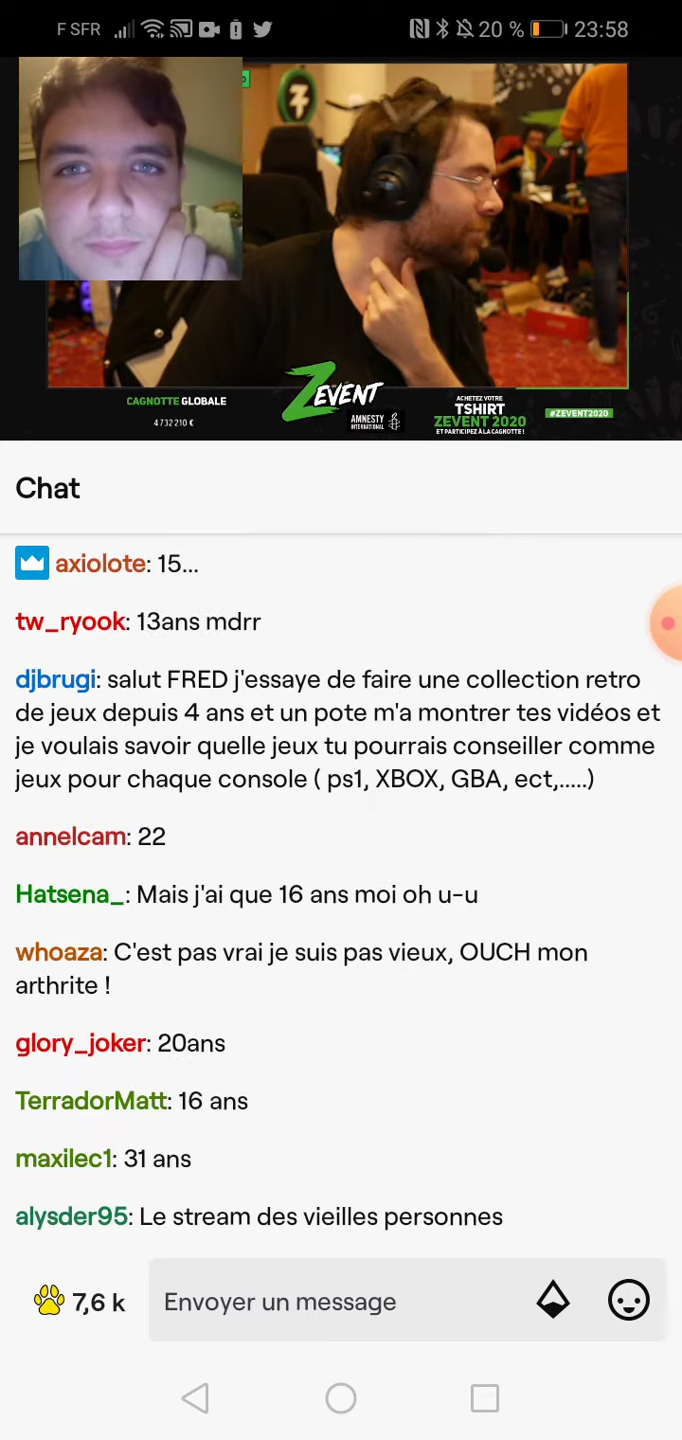 F SFR 20 % 23:58
CAGNOTTE GLOBALE
4 732 210 €
ZEVENT
AMNESTY
INTERNATIONAL
ACHETEZ VOTRE
TSHIRT
ZEVENT 2020
ET PARTICIPEZ À LA CAGNOTTE !
#ZEVENT2020
Chat
axiolote: 15...
tw_ryook: 13ans mdrr
djbrugi: salut FRED j'essaye de faire une collection retro
de jeux depuis 4 ans et un pote m'a montrer tes vidéos et
je voulais savoir quelle jeux tu pourrais conseiller comme
jeux pour chaque console ( ps1, XBOX, GBA, ect,.....)
annelcam: 22
Hatsena_: Mais j'ai que 16 ans moi oh u-u
whoaza: C'est pas vrai je suis pas vieux, OUCH mon
arthrite !
glory_joker: 20ans
TerradorMatt: 16 ans
maxilec1: 31 ans
alysder95: Le stream des vieilles personnes
7,6 k
Envoyer un message